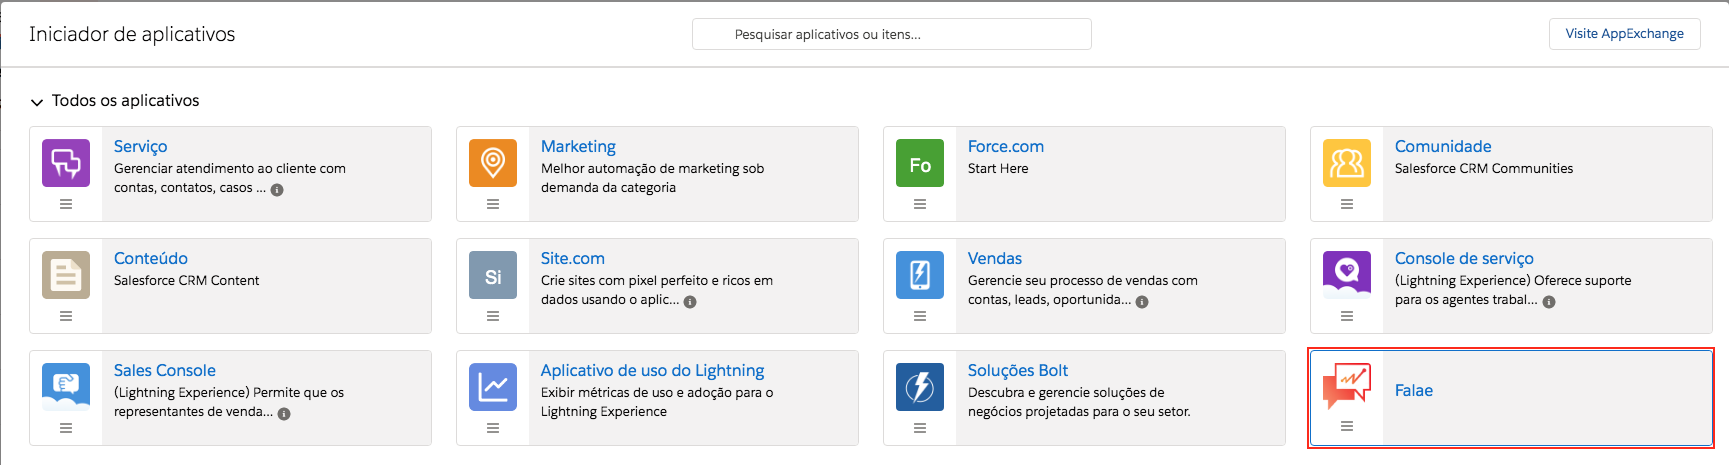 Iniciador de aplicativos
Pesquisar aplicativos ou itens...
Visite AppExchange
Todos os aplicativos
Serviço
Gerenciar atendimento ao cliente com
contas, contatos, casos ...
Marketing
Melhor automação de marketing sob
demanda da categoria
Fo
Force.com
Start Here
Comunidade
Salesforce CRM Communities
Conteúdo
Salesforce CRM Content
Si
Site.com
Crie sites com pixel perfeito e ricos em
dados usando o aplic...
Vendas
Gerencie seu processo de vendas com
contas, leads, oportunida...
Console de serviço
(Lightning Experience) Oferece suporte
para os agentes trabal...
Sales Console
(Lightning Experience) Permite que os
representantes de venda...
Aplicativo de uso do Lightning
Exibir métricas de uso e adoção para o
Lightning Experience
Soluções Bolt
Descubra e gerencie soluções de
negócios projetadas para o seu setor.
Falae